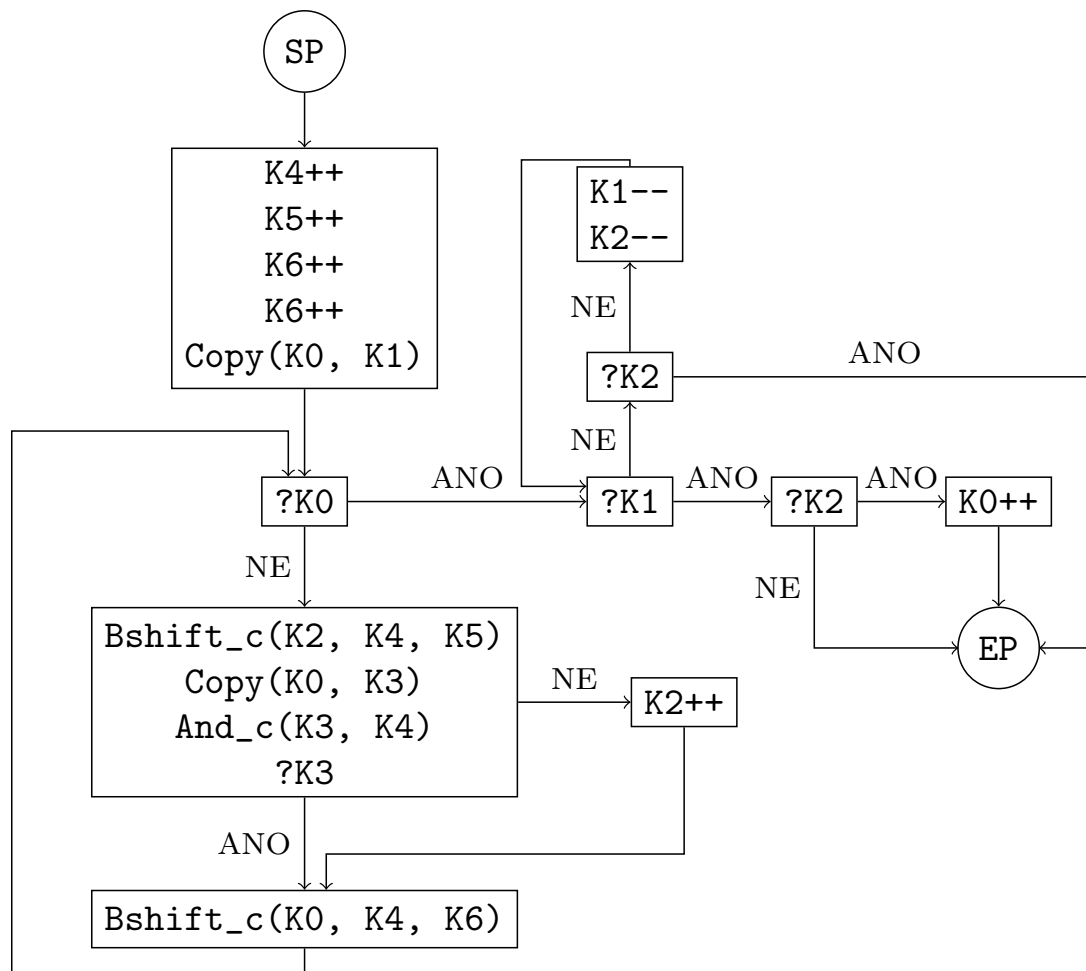 SP
K4++
K5++
K6++
K6++
Copy(K0, K1)
K1--
K2--
NE
?K2
ANO
NE
?K0
ANO
?K1
ANO
?K2
ANO
K0++
NE
Bshift_c(K2, K4, K5)
Copy(K0, K3)
And_c(K3, K4)
?K3
NE
K2++
NE
EP
ANO
Bshift_c(K0, K4, K6)